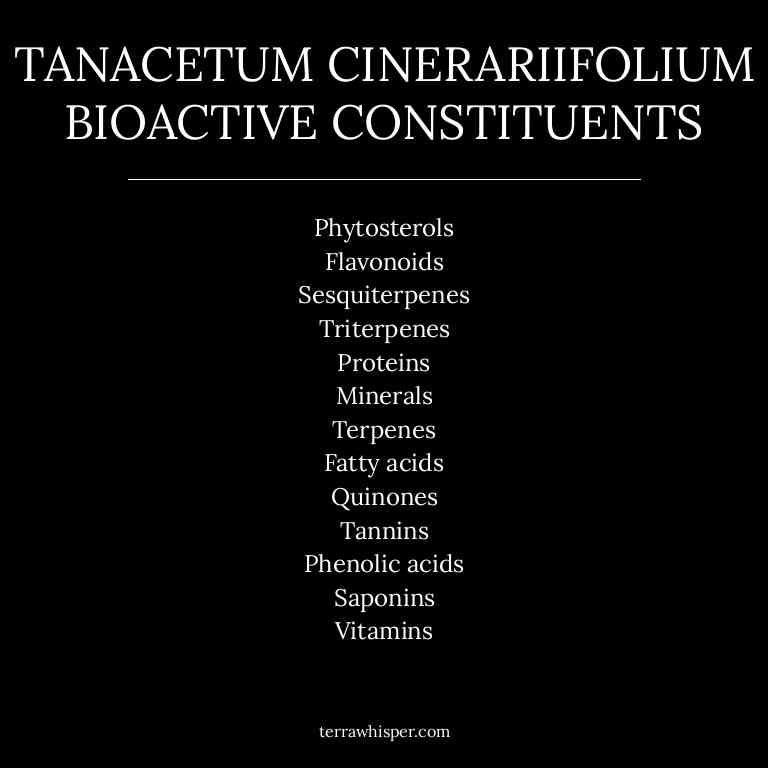 TANACETUM CINERARIIFOLIUM
BIOACTIVE CONSTITUENTS
Phytosterols
Flavonoids
Sesquiterpenes
Triterpenes
Proteins
Minerals
Terpenes
Fatty acids
Quinones
Tannins
Phenolic acids
Saponins
Vitamins
terrawhisper.com